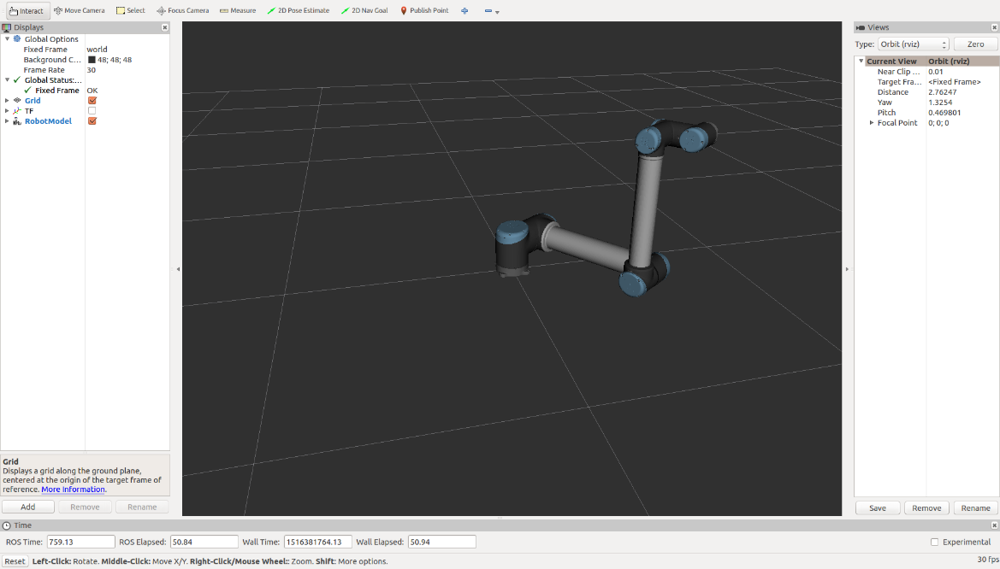 Interact Move Camera Select Focus Camera Measure 2D Pose Estimate 2D Nav Goal Publish Point
Displays
Global Options
Fixed Frame world
Background C... 48; 48; 48
Frame Rate 30
Global Status:...
Fixed Frame OK
Grid
TF
RobotModel
Grid
Displays a grid along the ground plane,
centered at the origin of the target frame of
reference. More Information.
Add Remove Rename
Views
Type: Orbit (rviz) Zero
Current View Orbit (rviz)
Near Clip ... 0.01
Target Fra... <Fixed Frame>
Distance 2.76247
Yaw 1.3254
Pitch 0.469801
Focal Point 0; 0; 0
Save Remove Rename
Time
ROS Time: 759.13 ROS Elapsed: 50.84 Wall Time: 1516381764.13 Wall Elapsed: 50.94 Experimental
Reset Left-Click: Rotate. Middle-Click: Move X/Y. Right-Click/Mouse Wheel:: Zoom. Shift: More options. 30 fps